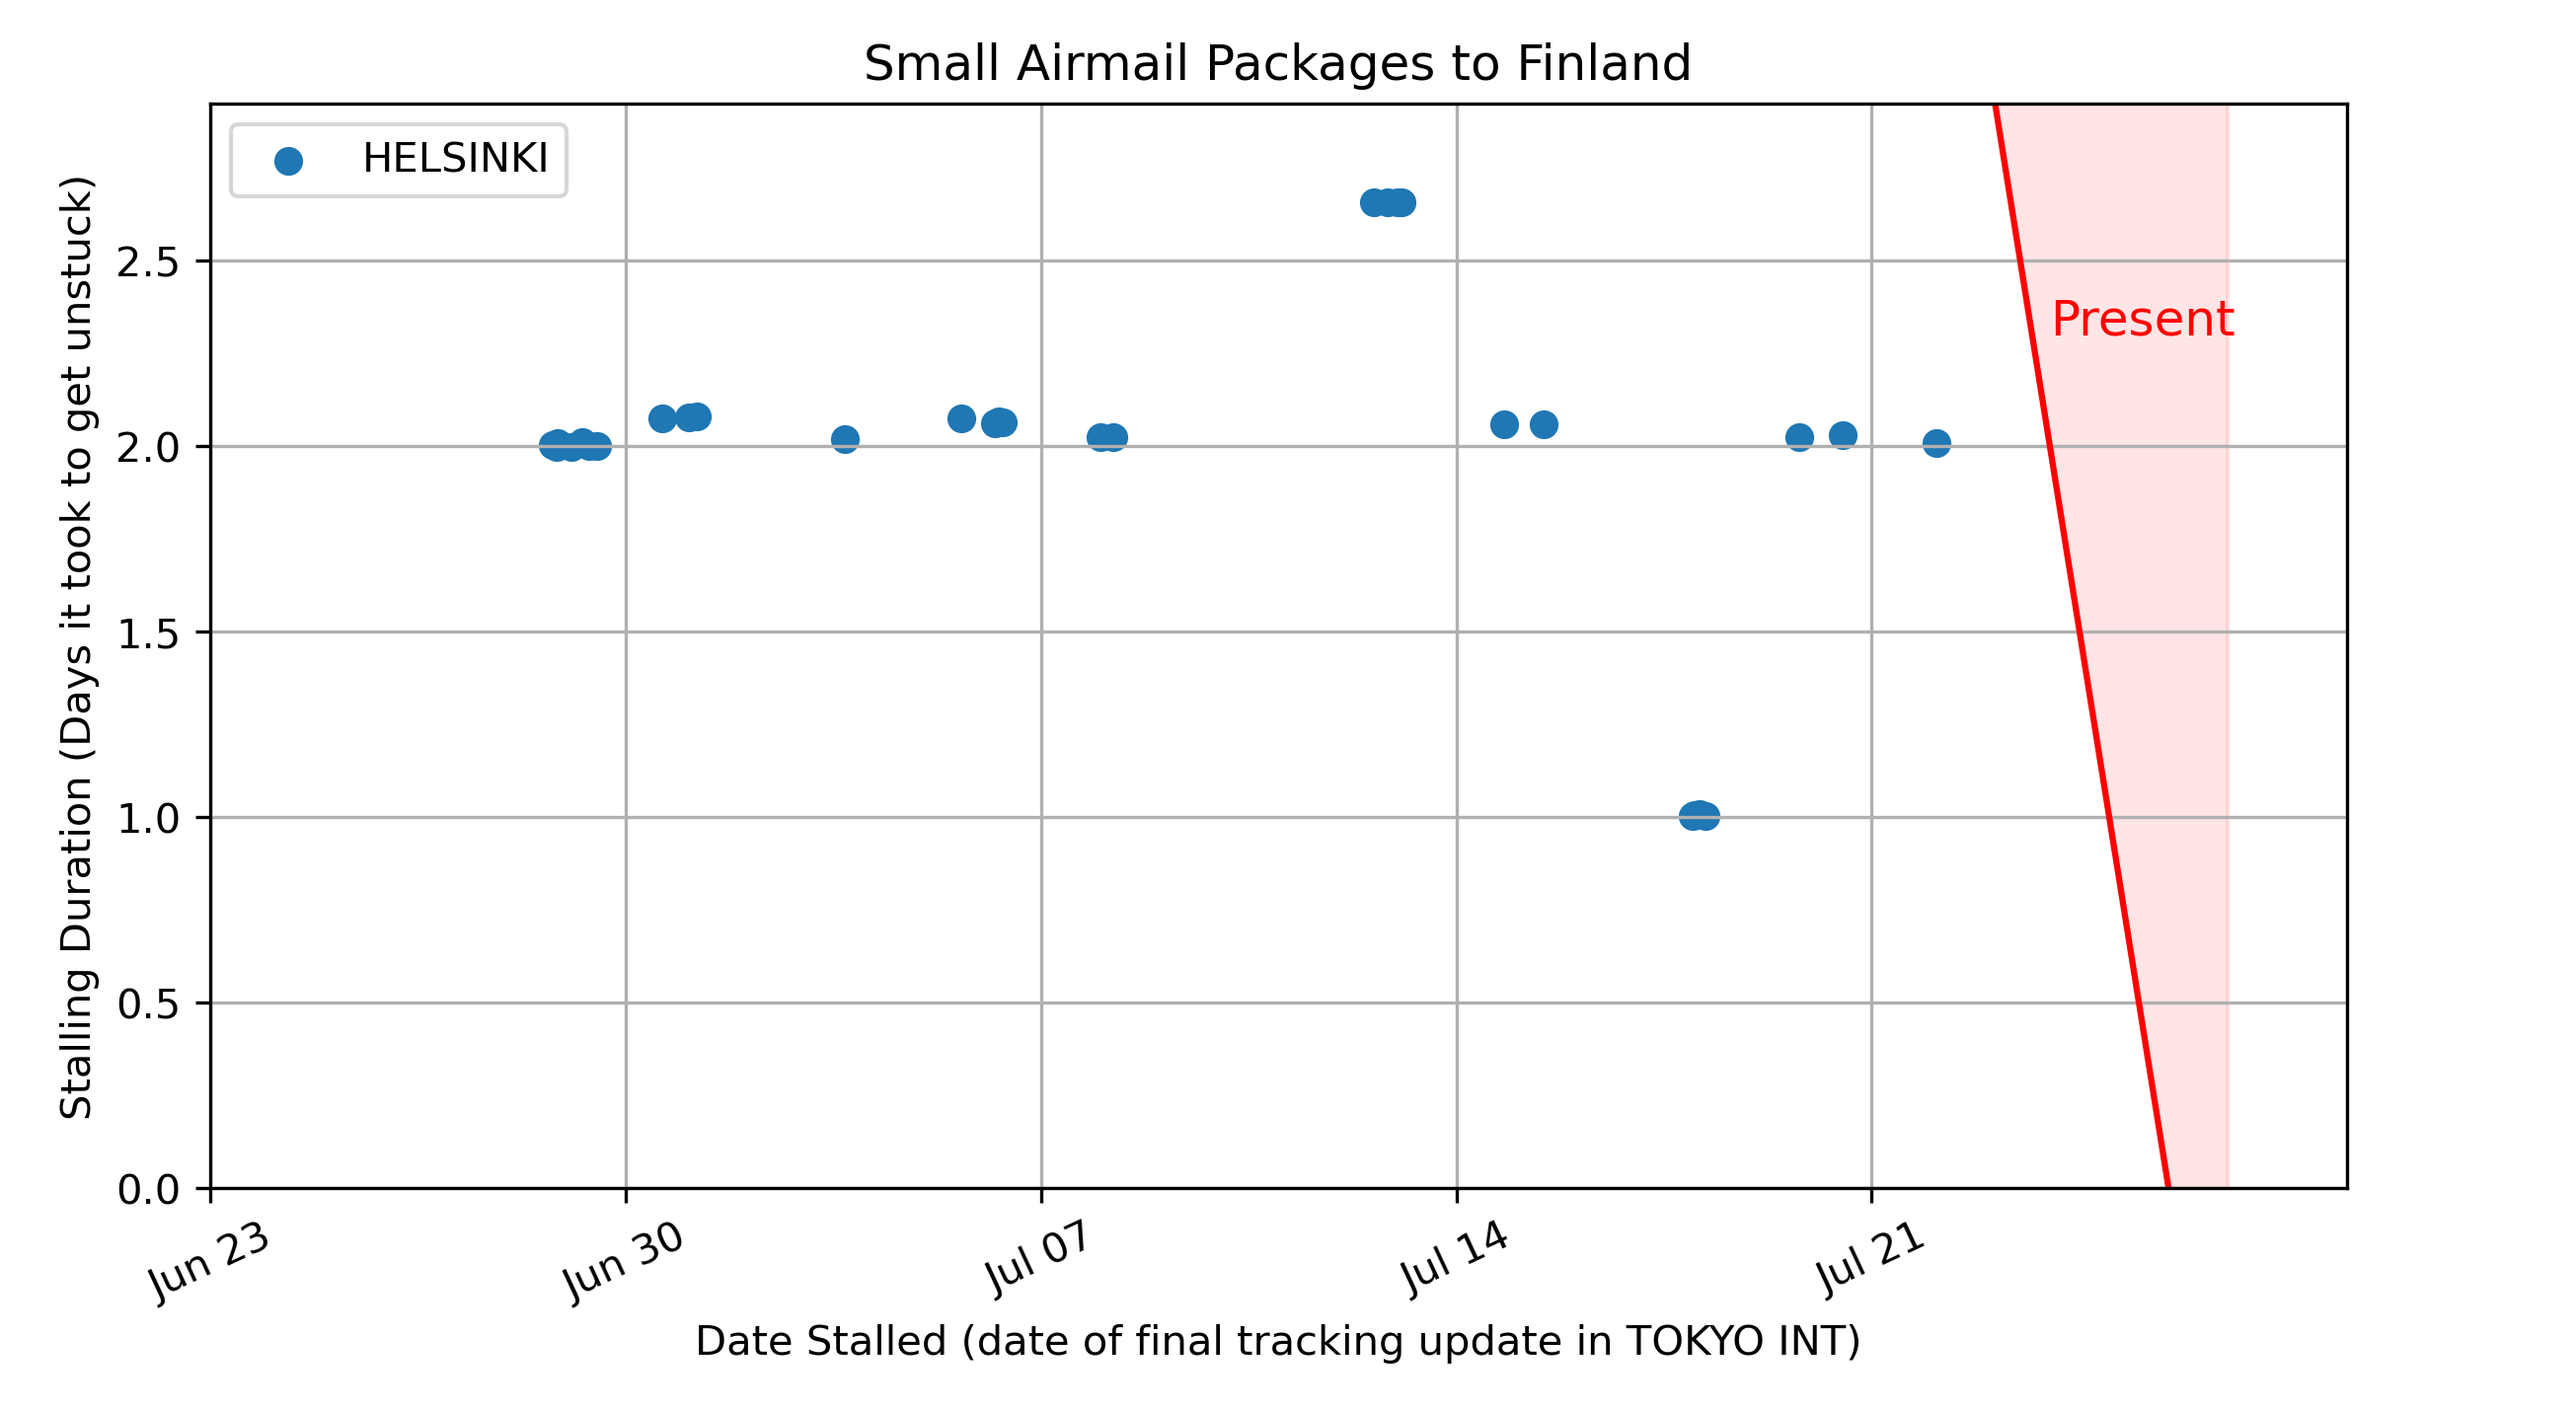 Small Airmail Packages to Finland
HELSINKI
Present
Stalling Duration (Days it took to get unstuck)
2.5
2.0
1.5
1.0
0.5
0.0
Jun 23
Jun 30
Jul 07
Jul 14
Jul 21
Date Stalled (date of final tracking update in TOKYO INT)